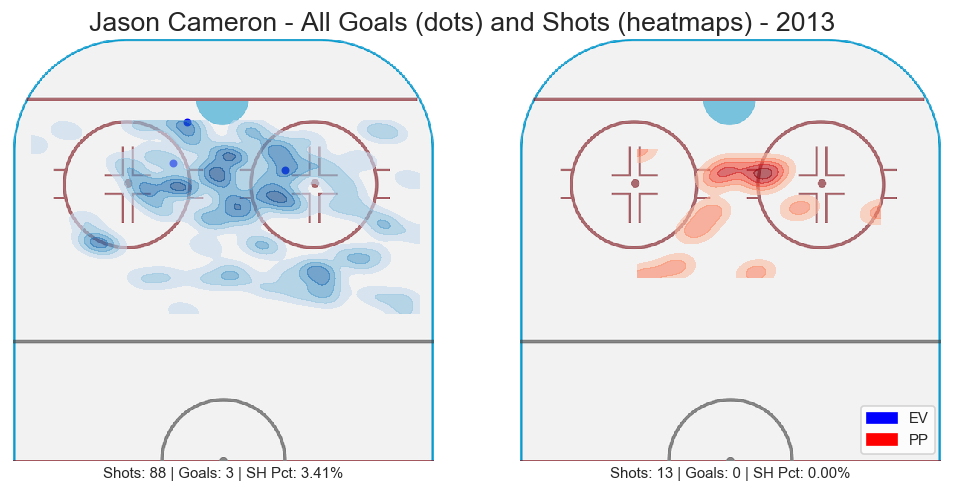 Jason Cameron - All Goals (dots) and Shots (heatmaps) - 2013
EV
PP
Shots: 88 | Goals: 3 | SH Pct: 3.41%
Shots: 13 | Goals: 0 | SH Pct: 0.00%